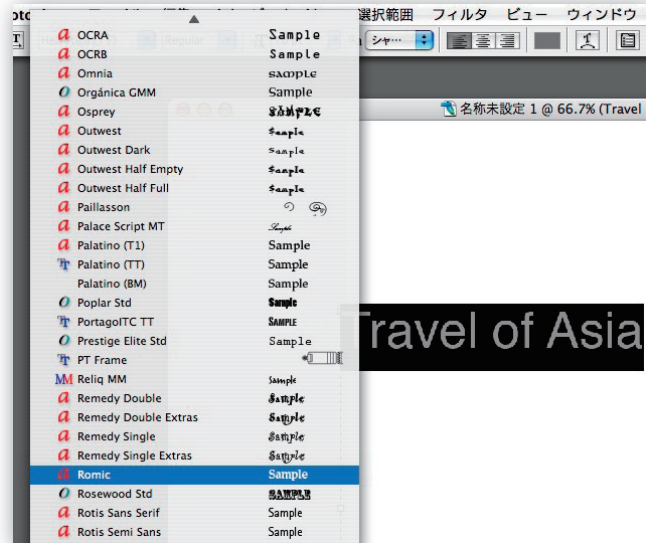 選択範囲 フィルタ ビュー ウィンドウ
シャ…
名称未設定 1 @ 66.7% (Travel
OCRA Sample
OCRB Sample
Omnia Sample
Orgánica GMM Sample
Osprey Sample
Outwest Sample
Outwest Dark Sample
Outwest Half Empty Sample
Outwest Half Full Sample
Paillasson
Palace Script MT Sample
Palatino (T1) Sample
Palatino (TT) Sample
Palatino (BM) Sample
Poplar Std Sample
PortagoITC TT SAMPLE
Prestige Elite Std Sample
PT Frame
Reliq MM Sample
Remedy Double Sample
Remedy Double Extras Sample
Remedy Single Sample
Remedy Single Extras Sample
Romic Sample
Rosewood Std SAMPLE
Rotis Sans Serif Sample
Rotis Semi Sans Sample
Travel of Asia